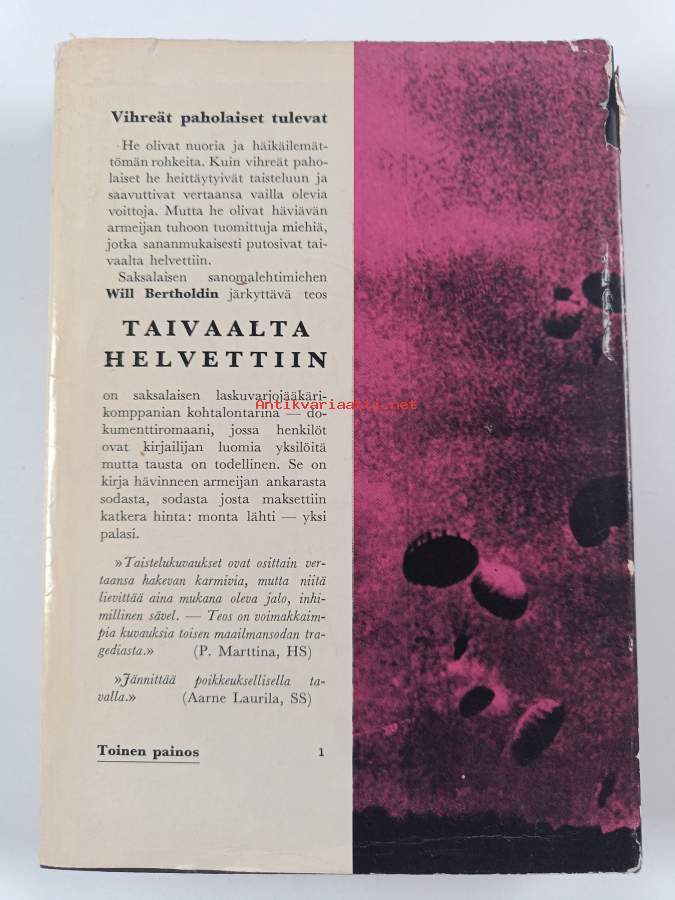 Vihreät paholaiset tulevat
He olivat nuoria ja häikäilemät-
tömän rohkeita. Kuin vihreät paho-
laiset he heittäytyivät taisteluun ja
saavuttivat vertaansa vailla olevia
voittoja. Mutta he olivat häviävän
armeijan tuhoon tuomittuja miehiä,
jotka sananmukaisesti putosivat tai-
vaalta helvettiin.
Saksalaisen sanomalehtimiehen
Will Bertholdin järkyttävä teos
TAIVAALTA
HELVETTIIN
on saksalaisen laskuvarjojääkäri-
komppanian kohtalontarina — do-
kumenttiromaani, jossa henkilöt
ovat kirjailijan luomia yksilöitä
mutta tausta on todellinen. Se on
kirja hävinneen armeijan ankarasta
sodasta, sodasta josta maksettiin
katkera hinta: monta lähti — yksi
palasi.
»Taistelukuvaukset ovat osittain ver-
taansa hakevan karmivia, mutta niitä
lievittää aina mukana oleva jalo, inhi-
millinen sävel. — Teos on voimakkaim-
pia kuvauksia toisen maailmansodan tra-
gediasta.» (P. Marttina, HS)
»Jännittää poikkeuksellisella ta-
valla.» (Aarne Laurila, SS)
Toinen painos 1
Antikvariaatti.net